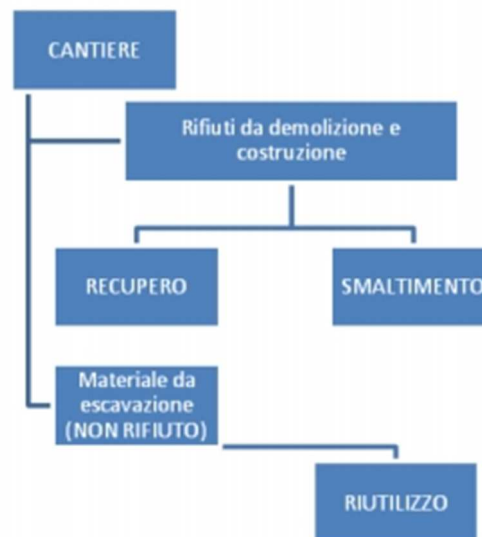 CANTIERE
Rifiuti da demolizione e
costruzione
RECUPERO
SMALTIMENTO
Materiale da
escavazione
(NON RIFIUTO)
RIUTILIZZO